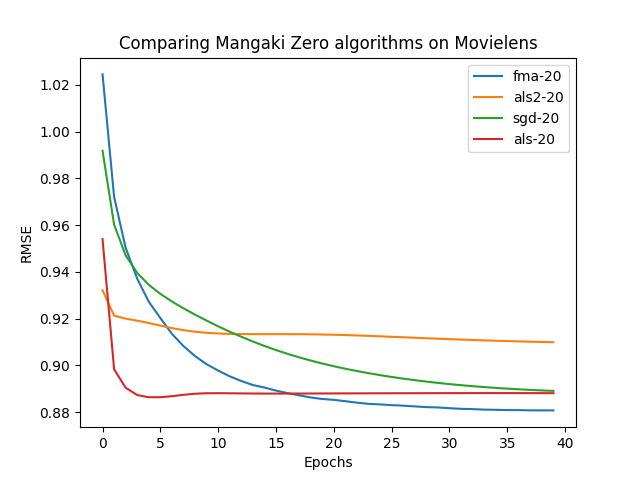 Comparing Mangaki Zero algorithms on Movielens
fma-20
als2-20
sgd-20
als-20
RMSE
1.02
1.00
0.98
0.96
0.94
0.92
0.90
0.88
0 5 10 15 20 25 30 35 40
Epochs